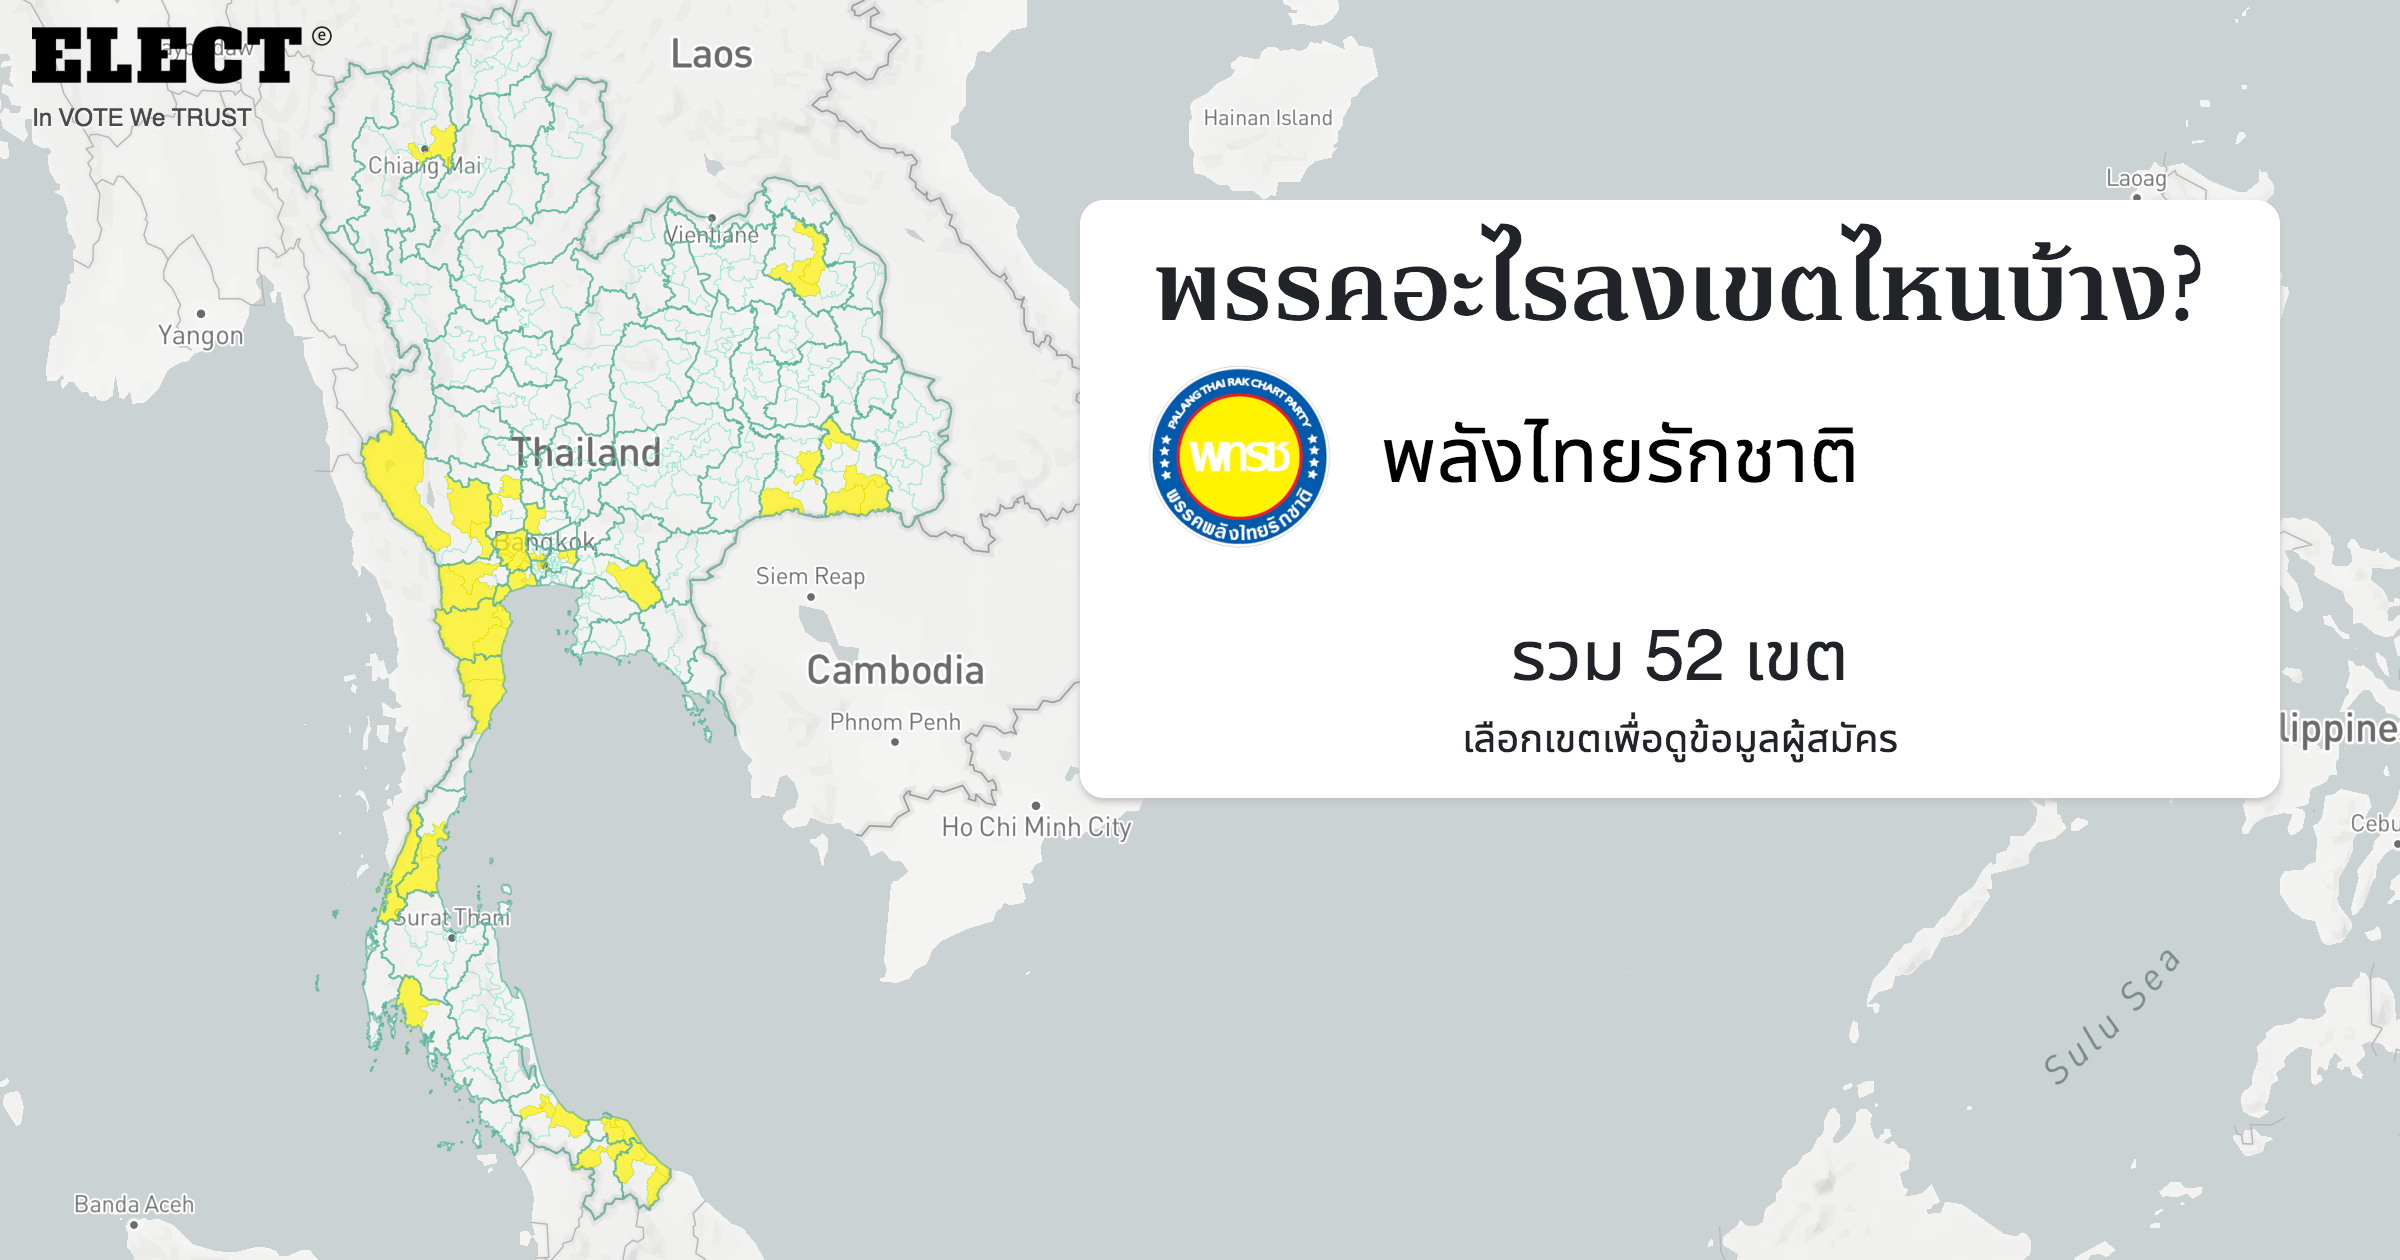 ELECT e
In VOTE We TRUST
Laos
Hainan Island
Chiang Mai
Laoag
Vientiane
Yangon
Thailand
Bangkok
Siem Reap
Cambodia
Phnom Penh
Ho Chi Minh City
Surat Thani
Banda Aceh
พรรคอะไรลงเขตไหนบ้าง?
PALANG THAI RAK CHART PARTY
พทรช
พรรคพลังไทยรักชาติ
พลังไทยรักชาติ
รวม 52 เขต
เลือกเขตเพื่อดูข้อมูลผู้สมัคร
lippine
Cebu
Sulu Sea